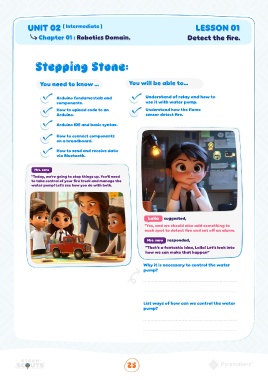 UNIT 02 (Intermediate)
LESSON 01
Chapter 01 : Robotics Domain.
Detect the fire.
Stepping Stone:
You need to know ...
Arduino fundamentals and
components.
How to upload code to an
Arduino.
Arduino IDE and basic syntax.
How to connect components
on a breadboard.
How to send and receive data
via Bluetooth.
You will be able to...
Understand of relay and how to
use it with water pump.
Understand how the flame
sensor detect fire.
"Today, we're going to step things up. You'll need
to take control of your fire truck and manage the
water pump! Let's see how you do with both.
suggested,
"Yes, and we should also add something to
each spot to detect fire and set off an alarm.
responded,
"That's a fantastic idea, Laila! Let's look into
how we can make that happen"
Why it is necessary to control the water
pump?
List ways of how can we control the water
pump?
SCOUTS
25